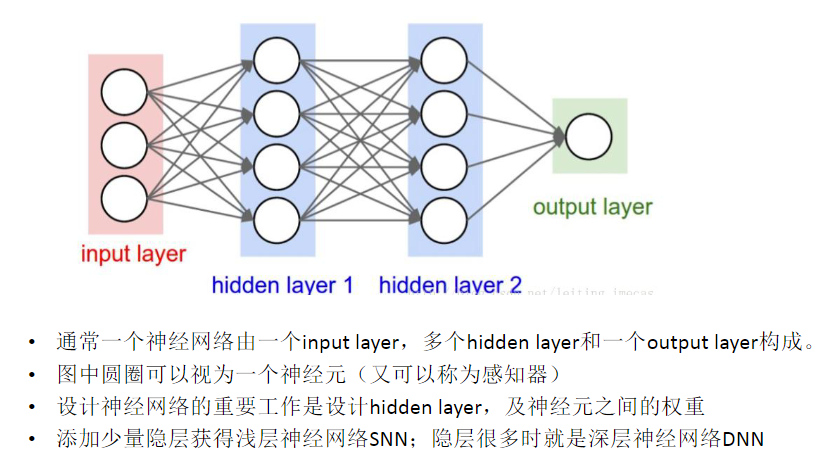 input layer
hidden layer 1
hidden layer 2
output layer
• 通常一个神经网络由一个input layer，多个hidden layer和一个output layer构成。
• 图中圆圈可以视为一个神经元（又可以称为感知器）
• 设计神经网络的重要工作是设计hidden layer，及神经元之间的权重
• 添加少量隐层获得浅层神经网络SNN；隐层很多时就是深层神经网络DNN